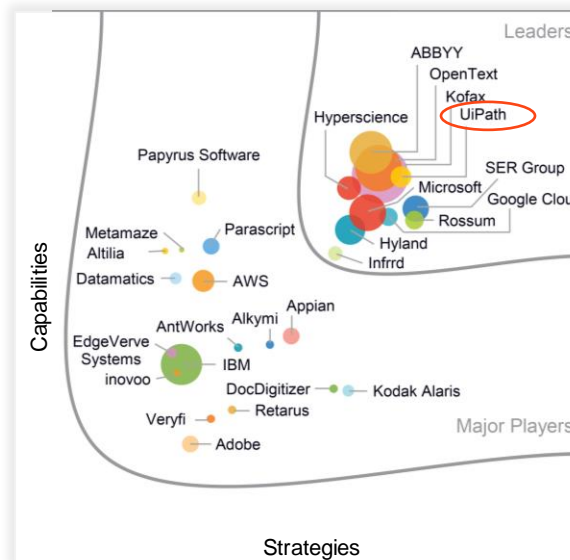 Leaders
ABBYY
OpenText
Kofax
UiPath
Hyperscience
Papyrus Software
SER Group
Microsoft
Google Clou
Rossum
Metamaze
Altilia
Parascript
Hyland
Infrrd
Datamatics
AWS
Capabilities
Appian
Alkymi
AntWorks
EdgeVerve
Systems
IBM
inovoo
DocDigitizer
Kodak Alaris
Retarus
Veryfi
Major Players
Adobe
Strategies